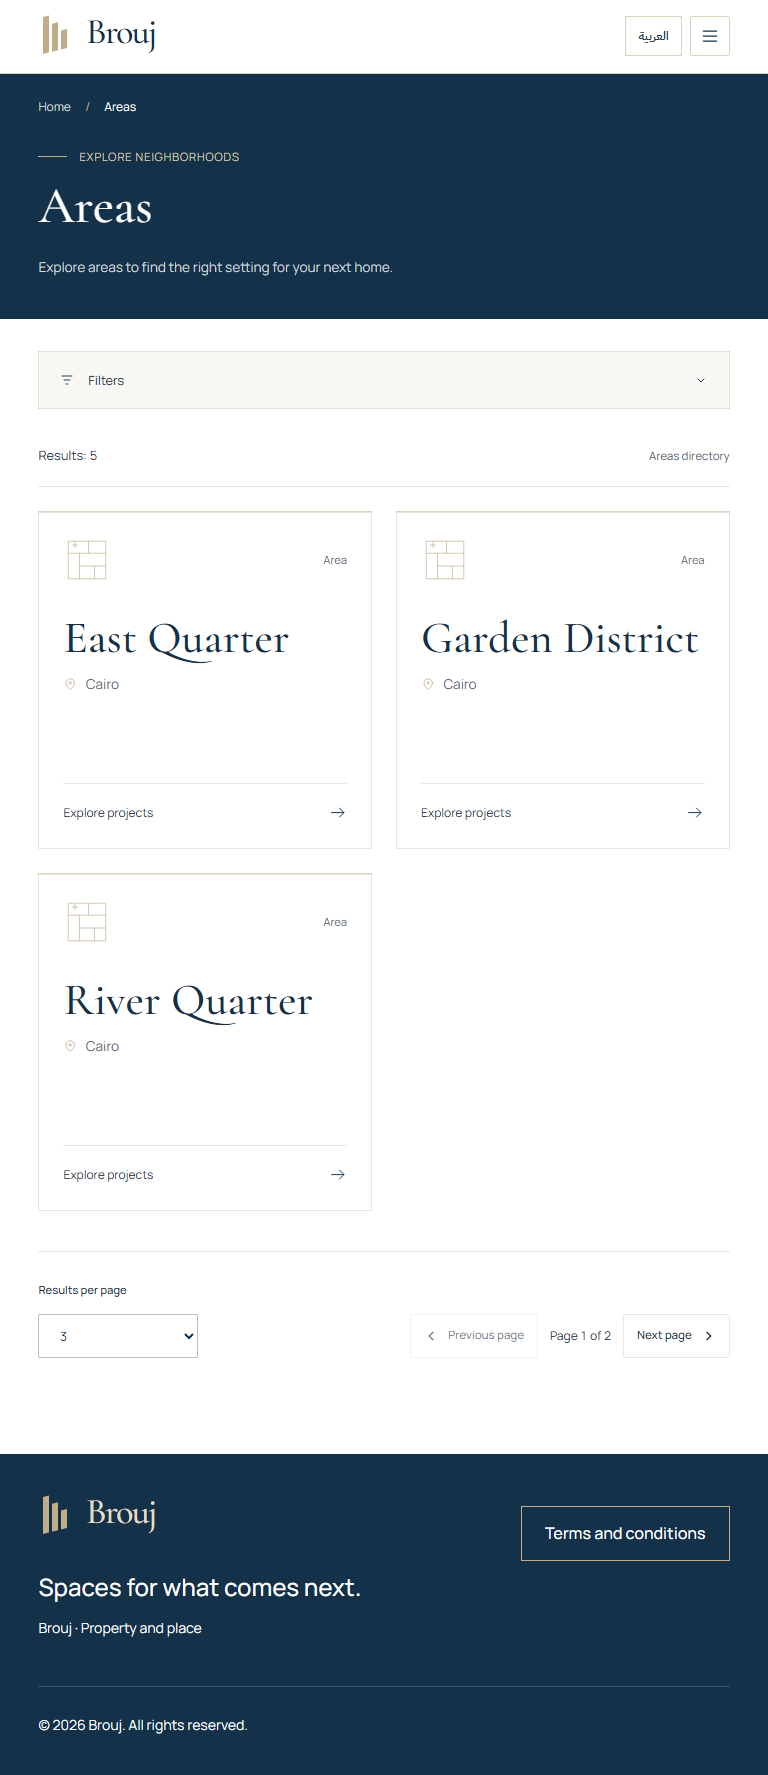 Brouj
العربية
Home / Areas
EXPLORE NEIGHBORHOODS
Areas
Explore areas to find the right setting for your next home.
Filters
Results: 5
Areas directory
Area
East Quarter
Cairo
Explore projects
Area
Garden District
Cairo
Explore projects
Area
River Quarter
Cairo
Explore projects
Results per page
3
Previous page
Page 1 of 2
Next page
Brouj
Terms and conditions
Spaces for what comes next.
Brouj · Property and place
© 2026 Brouj. All rights reserved.